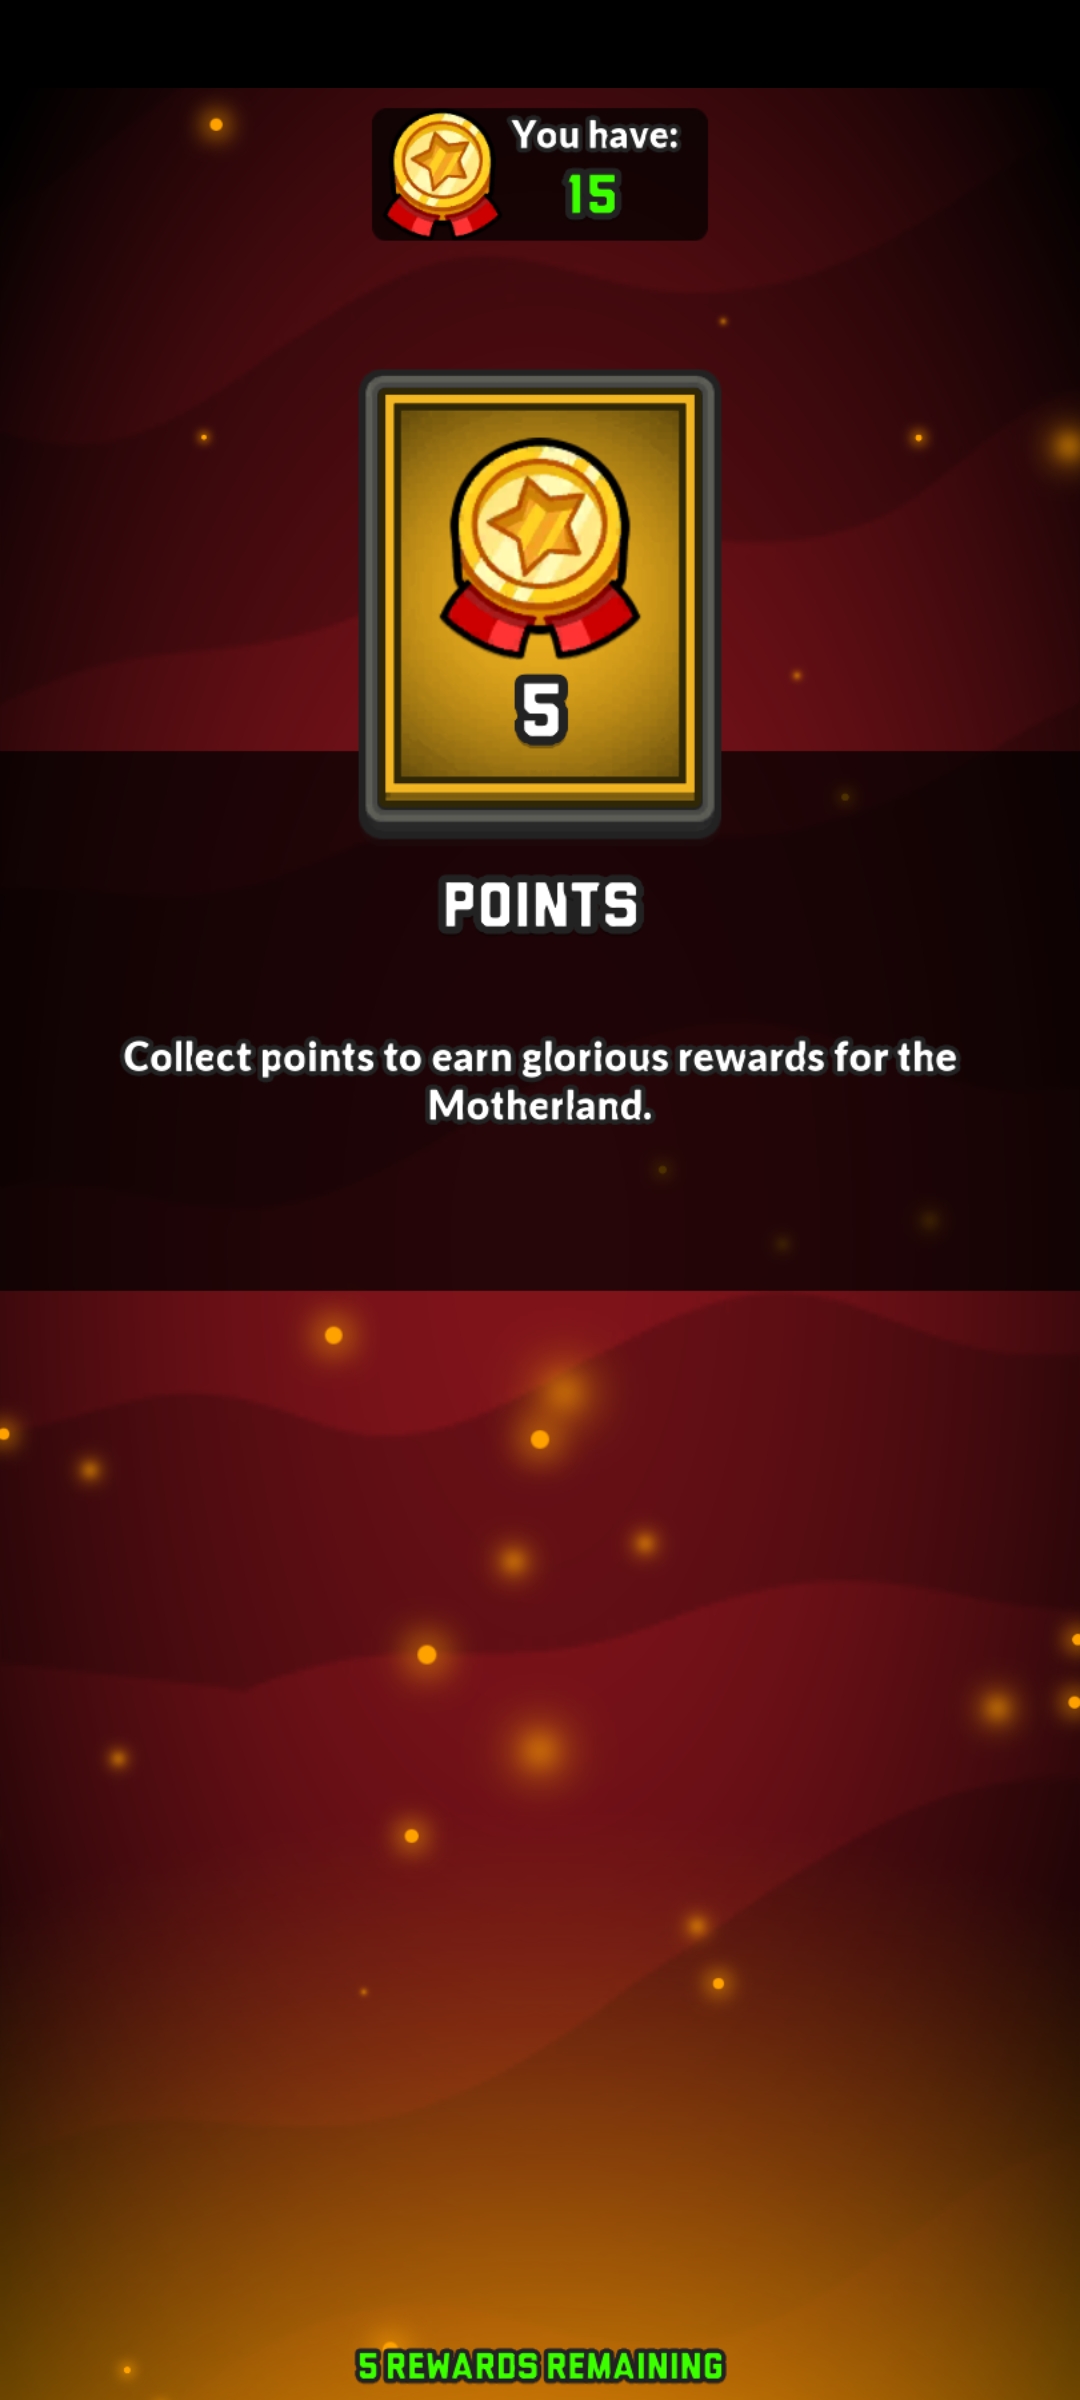 You have:
15
5
POINTS
Collect points to earn glorious rewards for the
Motherland.
5 REWARDS REMAINING